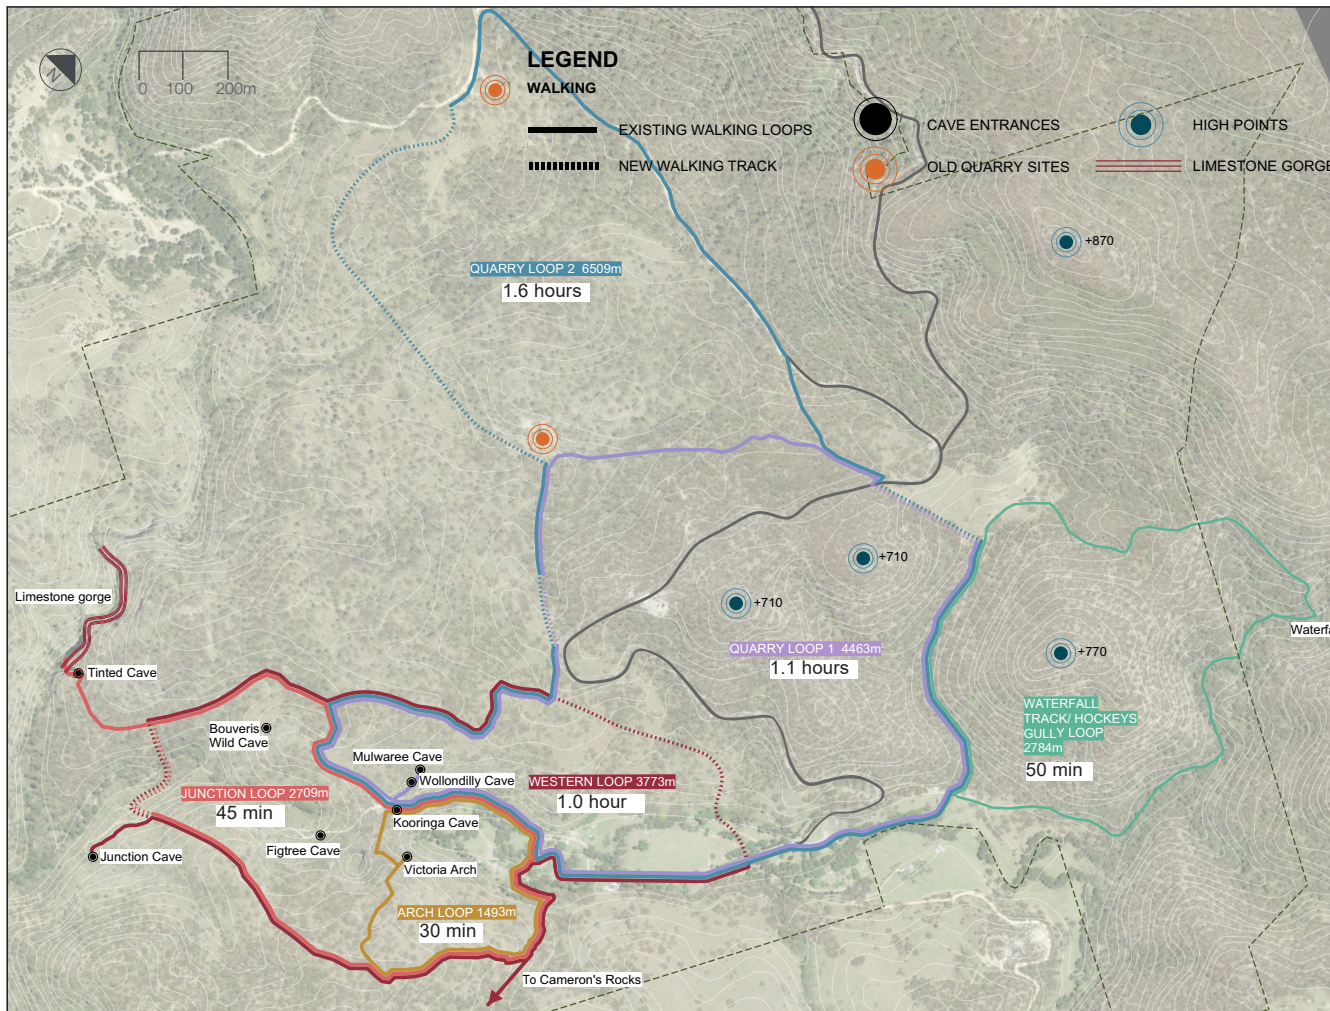 LEGEND
WALKING
EXISTING WALKING LOOPS
NEW WALKING TRACK
CAVE ENTRANCES
OLD QUARRY SITES
HIGH POINTS
LIMESTONE GORGE
N
0 100 200m
+870
QUARRY LOOP 2 6509m
1.6 hours
+710
+710
Limestone gorge
Waterfa
QUARRY LOOP 1 4463m
1.1 hours
+770
Tinted Cave
WATERFALL
TRACK/ HOCKEYS
GULLY LOOP
2784m
50 min
Bouveris
Wild Cave
Mulwaree Cave
Wollondilly Cave
WESTERN LOOP 3773m
1.0 hour
JUNCTION LOOP 2709m
45 min
Kooringa Cave
Figtree Cave
Junction Cave
Victoria Arch
ARCH LOOP 1493m
30 min
To Cameron's Rocks